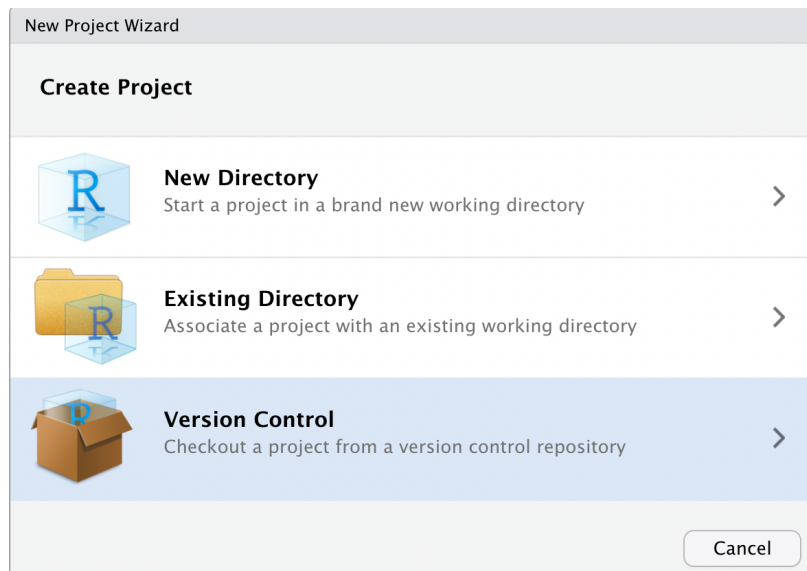 New Project Wizard
Create Project
R
New Directory
Start a project in a brand new working directory
R
Existing Directory
Associate a project with an existing working directory
R
Version Control
Checkout a project from a version control repository
Cancel